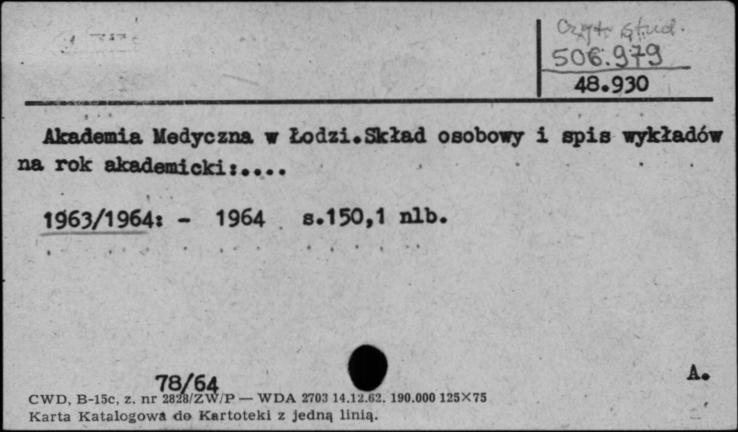 Czyt. stud.
506.979
48.930
Akademia Medyczna w Łodzi.Skład osobowy i spis wykładów
na rok akademicki:....
1963/1964: - 1964 s.150,1 nlb.
78/64
A.
CWD, B-15c, z. nr 2828/ZW/P — WDA 2703 14.12.62. 190.000 125×75
Karta Katalogowa do Kartoteki z jedną linią.